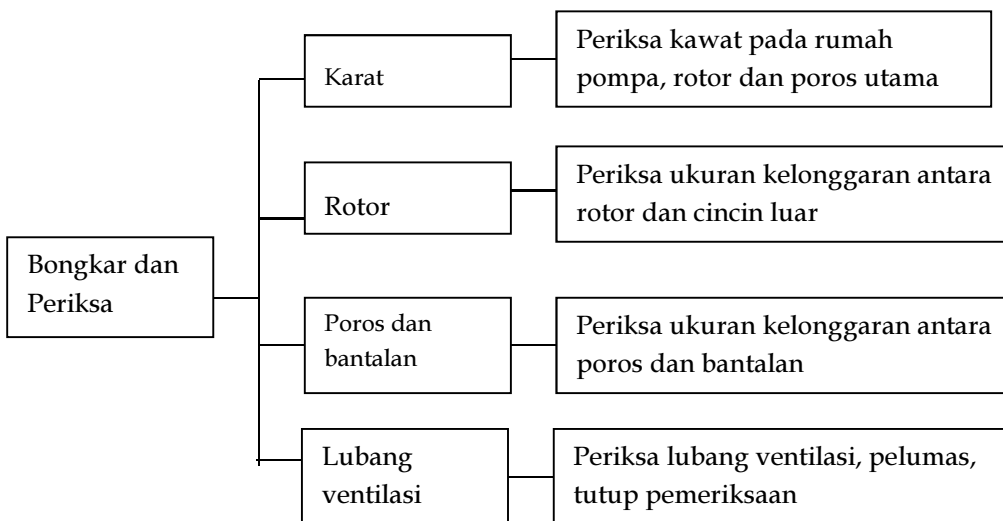 Bongkar dan
Periksa
Karat
Periksa kawat pada rumah
pompa, rotor dan poros utama
Rotor
Periksa ukuran kelonggaran antara
rotor dan cincin luar
Poros dan
bantalan
Periksa ukuran kelonggaran antara
poros dan bantalan
Lubang
ventilasi
Periksa lubang ventilasi, pelumas,
tutup pemeriksaan